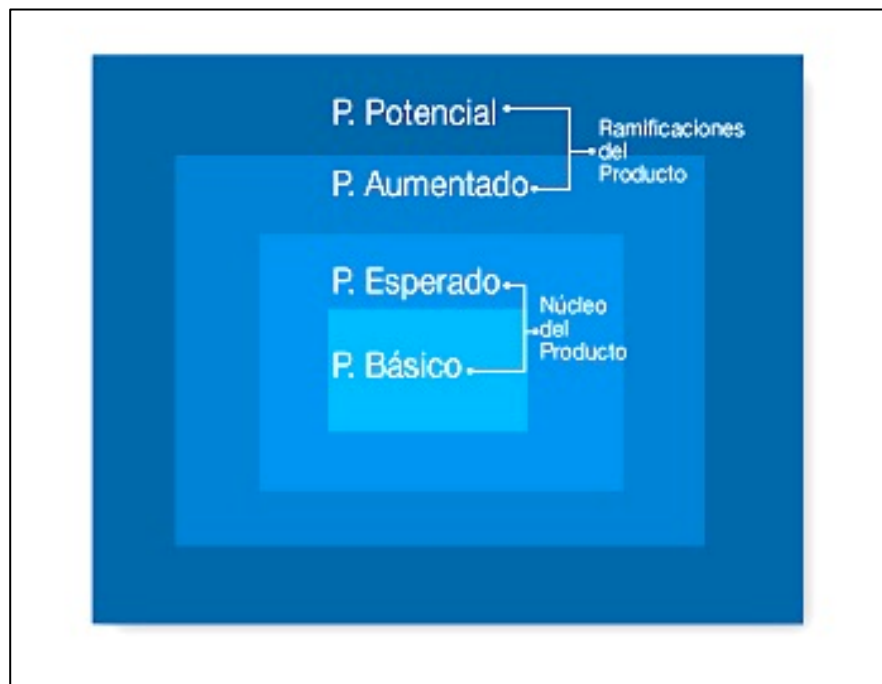 P. Potencial
Ramificaciones
del
Producto
P. Aumentado
P. Esperado
Núcleo
del
Producto
P. Básico